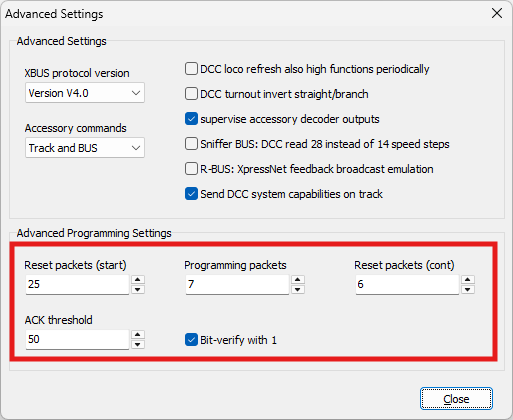 Advanced Settings
Advanced Settings
XBUS protocol version
Version V4.0
Accessory commands
Track and BUS
DCC loco refresh also high functions periodically
DCC turnout invert straight/branch
supervise accessory decoder outputs
Sniffer BUS: DCC read 28 instead of 14 speed steps
R-BUS: XpressNet feedback broadcast emulation
Send DCC system capabilities on track
Advanced Programming Settings
Reset packets (start) Programming packets Reset packets (cont)
25 7 6
ACK threshold
50 Bit-verify with 1
Close